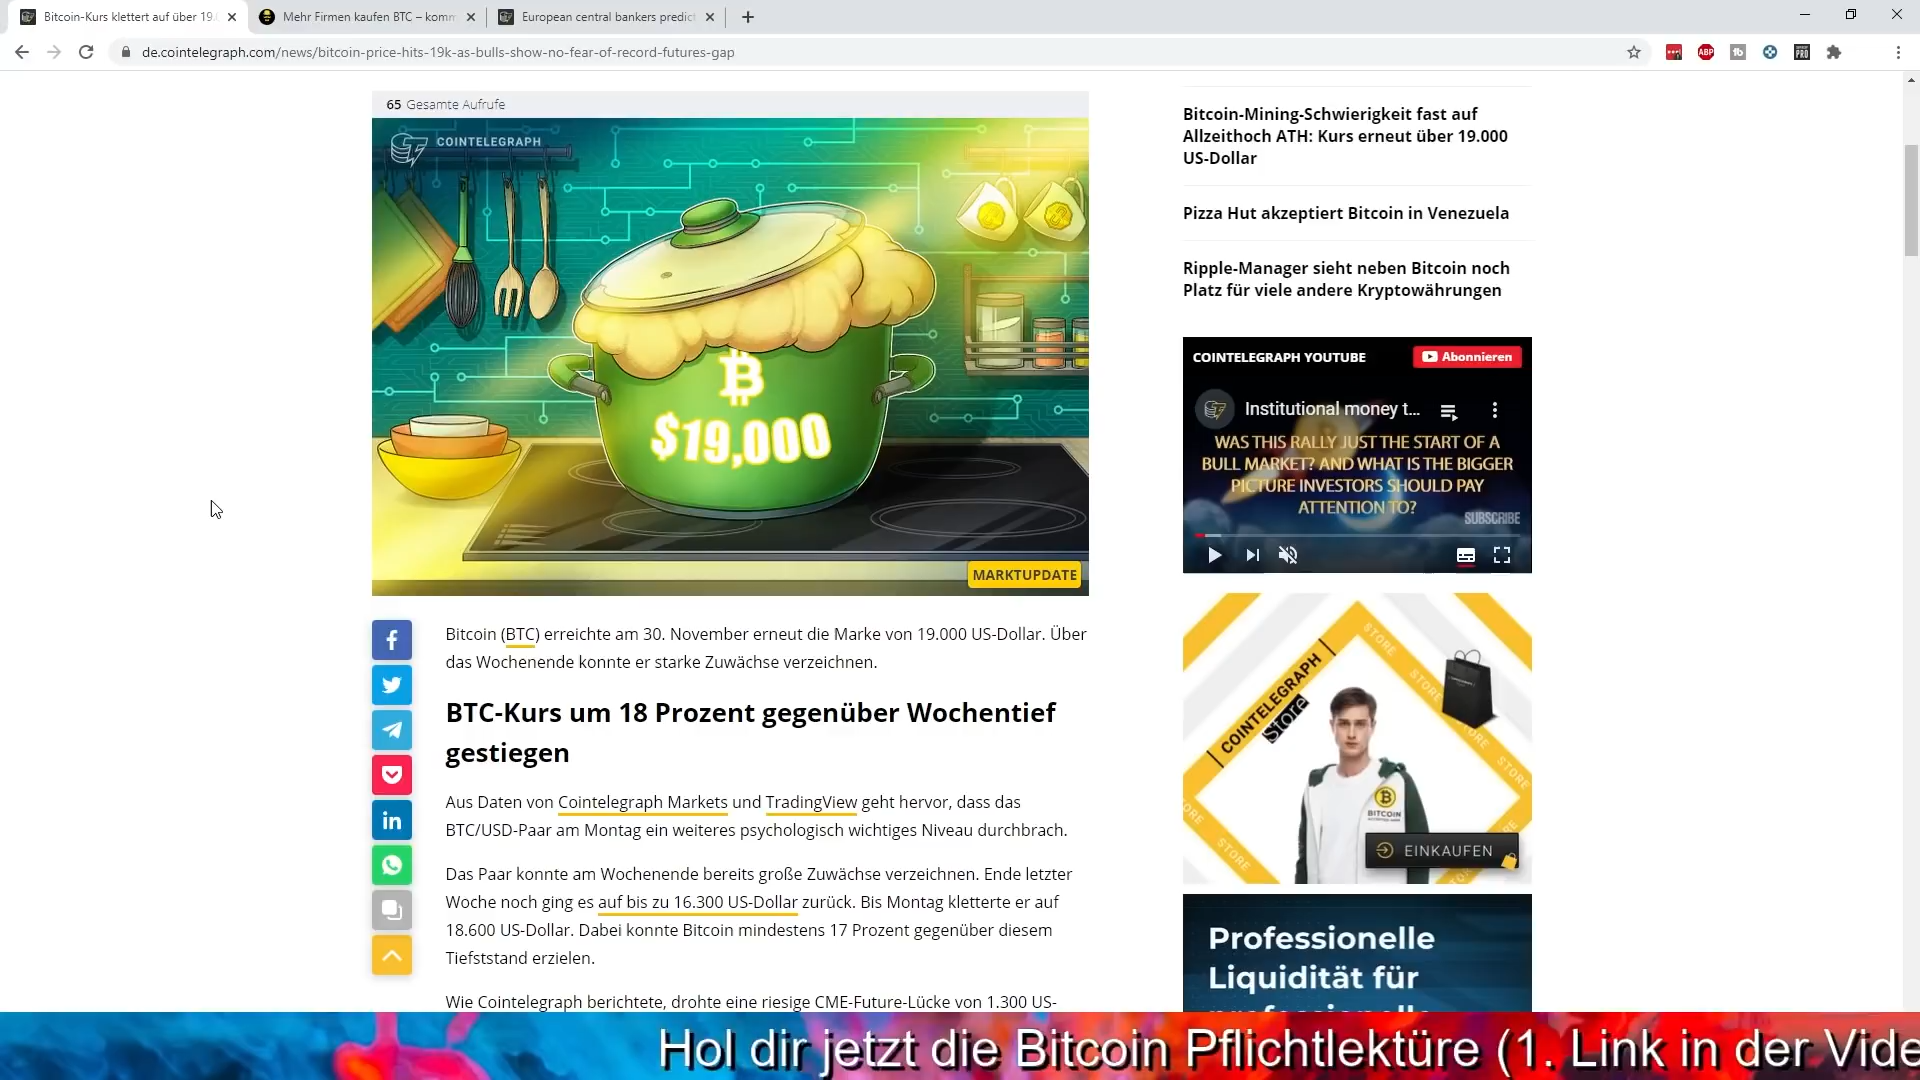 Bitcoin-Kurs klettert auf über 19.
Mehr Firmen kaufen BTC – komm
European central bankers predic
de.cointelegraph.com/news/bitcoin-price-hits-19k-as-bulls-show-no-fear-of-record-futures-gap
ABP
fb
PRO
65 Gesamte Aufrufe
COINTELEGRAPH
$19,000
MARKTUPDATE
Bitcoin (BTC) erreichte am 30. November erneut die Marke von 19.000 US-Dollar. Über
das Wochenende konnte er starke Zuwächse verzeichnen.
BTC-Kurs um 18 Prozent gegenüber Wochentief
gestiegen
Aus Daten von Cointelegraph Markets und TradingView geht hervor, dass das
BTC/USD-Paar am Montag ein weiteres psychologisch wichtiges Niveau durchbrach.
Das Paar konnte am Wochenende bereits große Zuwächse verzeichnen. Ende letzter
Woche noch ging es auf bis zu 16.300 US-Dollar zurück. Bis Montag kletterte er auf
18.600 US-Dollar. Dabei konnte Bitcoin mindestens 17 Prozent gegenüber diesem
Tiefststand erzielen.
Wie Cointelegraph berichtete, drohte eine riesige CME-Future-Lücke von 1.300 US-
Bitcoin-Mining-Schwierigkeit fast auf
Allzeithoch ATH: Kurs erneut über 19.000
US-Dollar
Pizza Hut akzeptiert Bitcoin in Venezuela
Ripple-Manager sieht neben Bitcoin noch
Platz für viele andere Kryptowährungen
COINTELEGRAPH YOUTUBE
Abonnieren
Institutional money t...
WAS THIS RALLY JUST THE START OF A
BULL MARKET? AND WHAT IS THE BIGGER
PICTURE INVESTORS SHOULD PAY
ATTENTION TO?
SUBSCRIBE
COINTELEGRAPH
Store
STORE
STORE
STORE
STORE
STORE
BITCOIN
EINKAUFEN
Professionelle
Liquidität für
Hol dir jetzt die Bitcoin Pflichtlektüre (1. Link in der Vide